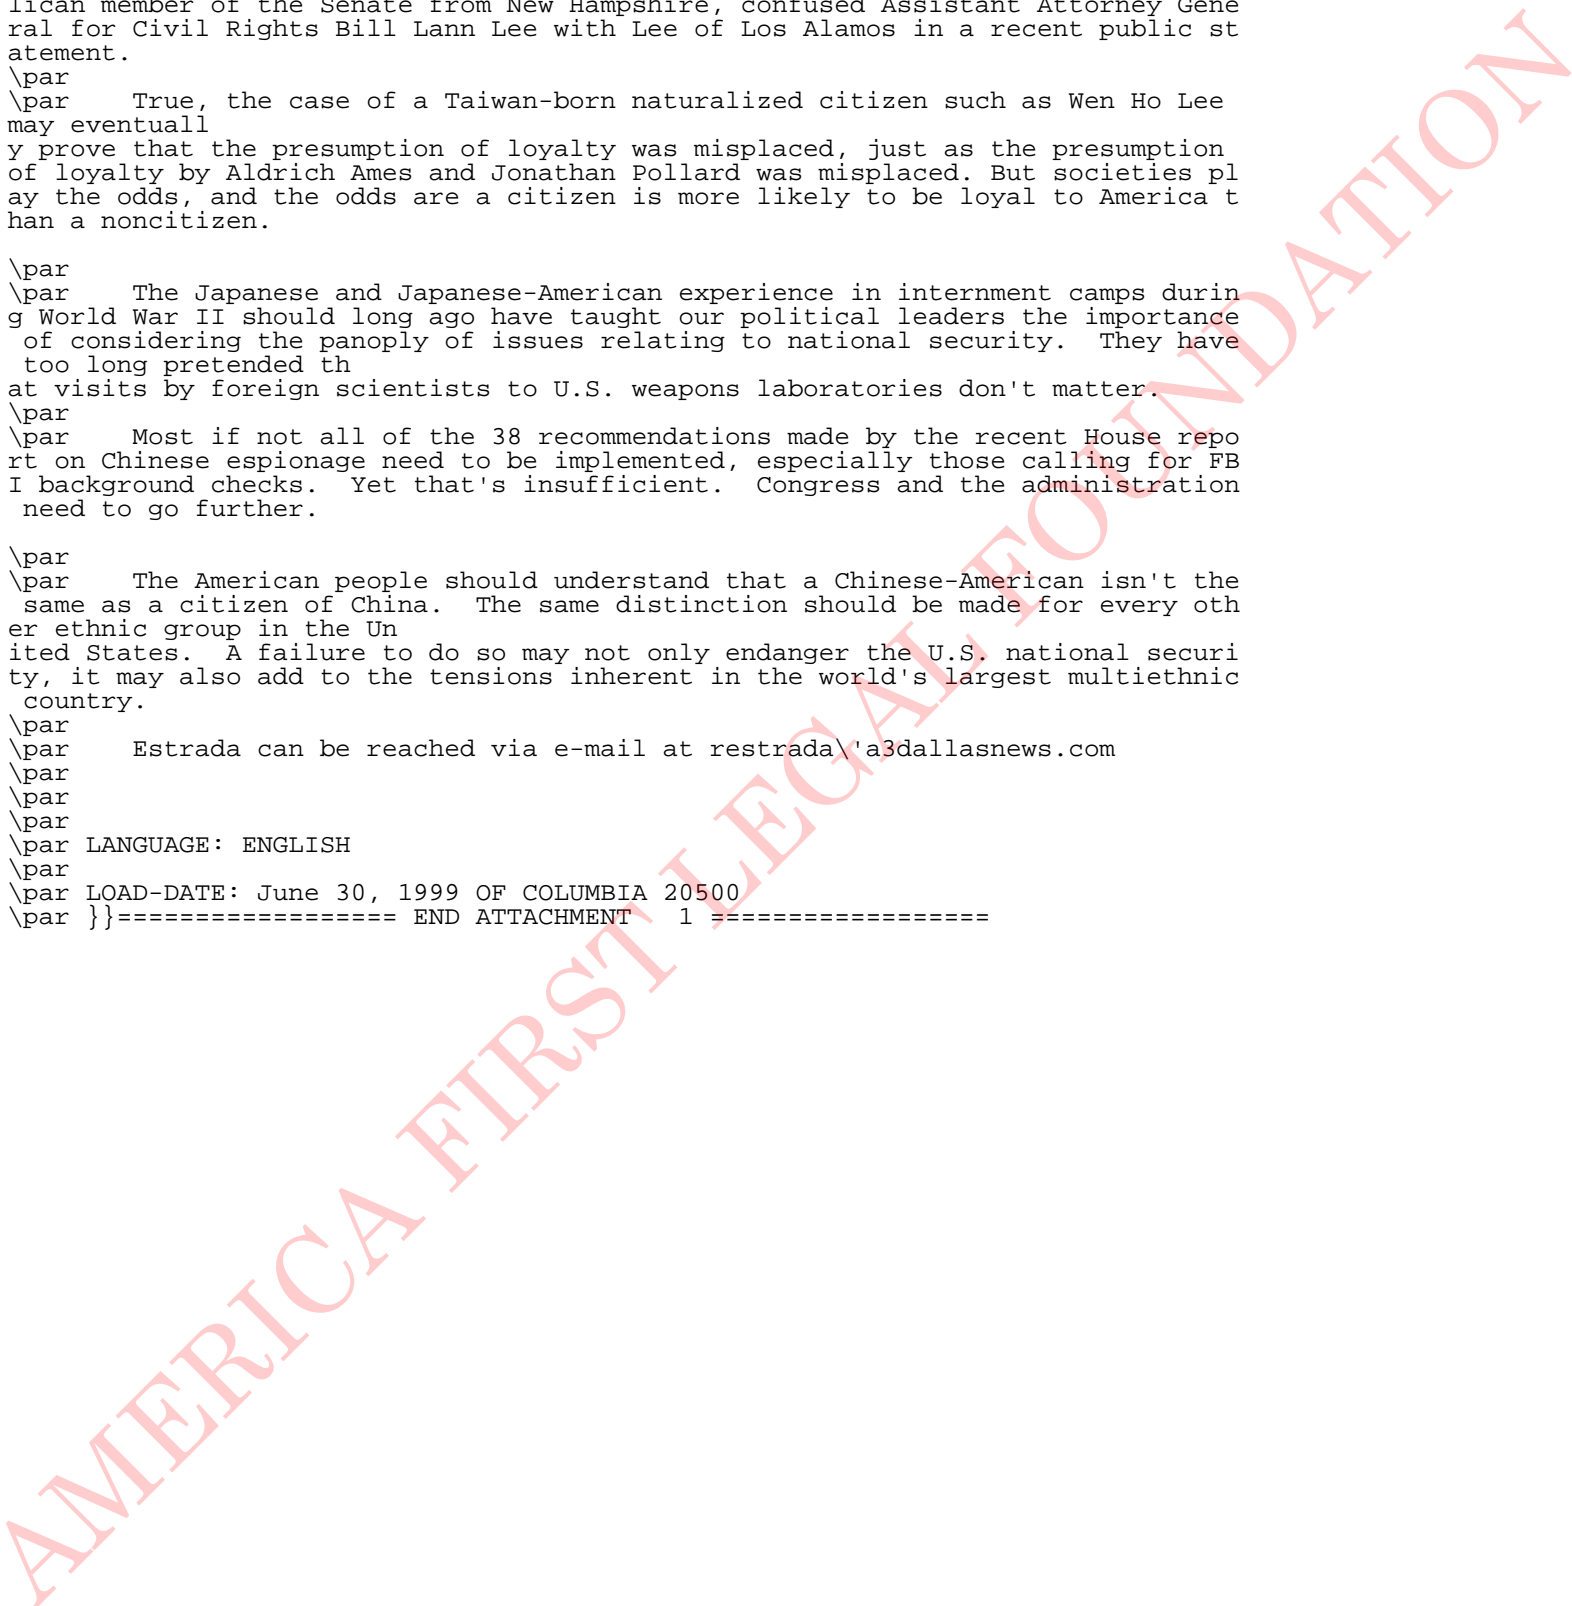 lican member of the Senate from New Hampshire, confused Assistant Attorney Gene
ral for Civil Rights Bill Lann Lee with Lee of Los Alamos in a recent public st
atement.
\par
\par     True, the case of a Taiwan-born naturalized citizen such as Wen Ho Lee
may eventuall
y prove that the presumption of loyalty was misplaced, just as the presumption
of loyalty by Aldrich Ames and Jonathan Pollard was misplaced. But societies pl
ay the odds, and the odds are a citizen is more likely to be loyal to America t
han a noncitizen.

\par
\par     The Japanese and Japanese-American experience in internment camps durin
g World War II should long ago have taught our political leaders the importance
 of considering the panoply of issues relating to national security.  They have
 too long pretended th
at visits by foreign scientists to U.S. weapons laboratories don't matter.
\par
\par     Most if not all of the 38 recommendations made by the recent House repo
rt on Chinese espionage need to be implemented, especially those calling for FB
I background checks.  Yet that's insufficient.  Congress and the administration
 need to go further.

\par
\par     The American people should understand that a Chinese-American isn't the
 same as a citizen of China.  The same distinction should be made for every oth
er ethnic group in the Un
ited States.  A failure to do so may not only endanger the U.S. national securi
ty, it may also add to the tensions inherent in the world's largest multiethnic
 country.
\par
\par     Estrada can be reached via e-mail at restrada\'a3dallasnews.com
\par
\par
\par
\par LANGUAGE: ENGLISH
\par
\par LOAD-DATE: June 30, 1999 OF COLUMBIA 20500
\par }}================== END ATTACHMENT   1 ==================
AMERICA FIRST LEGAL FOUNDATION